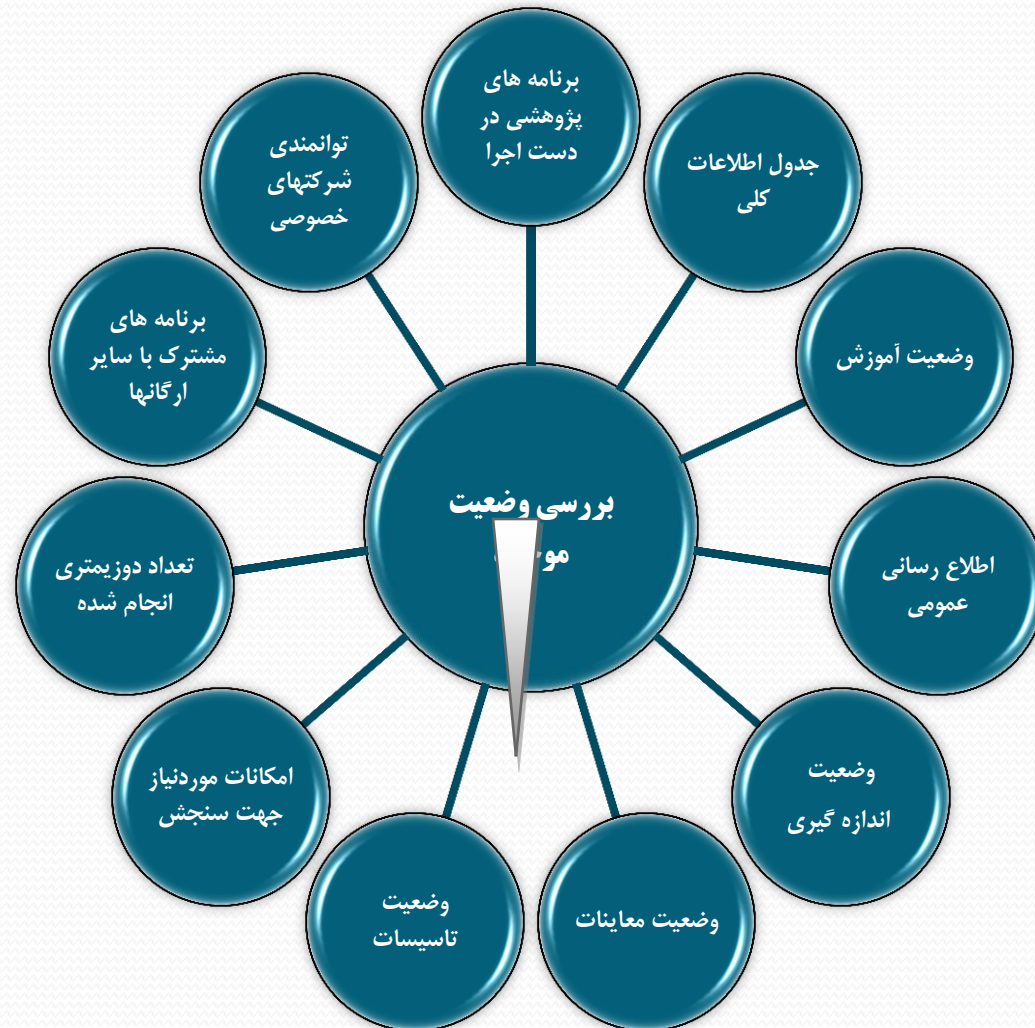 برنامه های
پژوهشی در
دست اجرا
جدول اطلاعات
کلی
وضعیت آموزش
اطلاع رسانی
عمومی
وضعیت
اندازه گیری
وضعیت معاینات
وضعیت
تاسیسات
امکانات موردنیاز
جهت سنجش
تعداد دوزیمتری
انجام شده
برنامه های
مشترک با سایر
ارگانها
توانمندی
شرکتهای
خصوصی
بررسی وضعیت